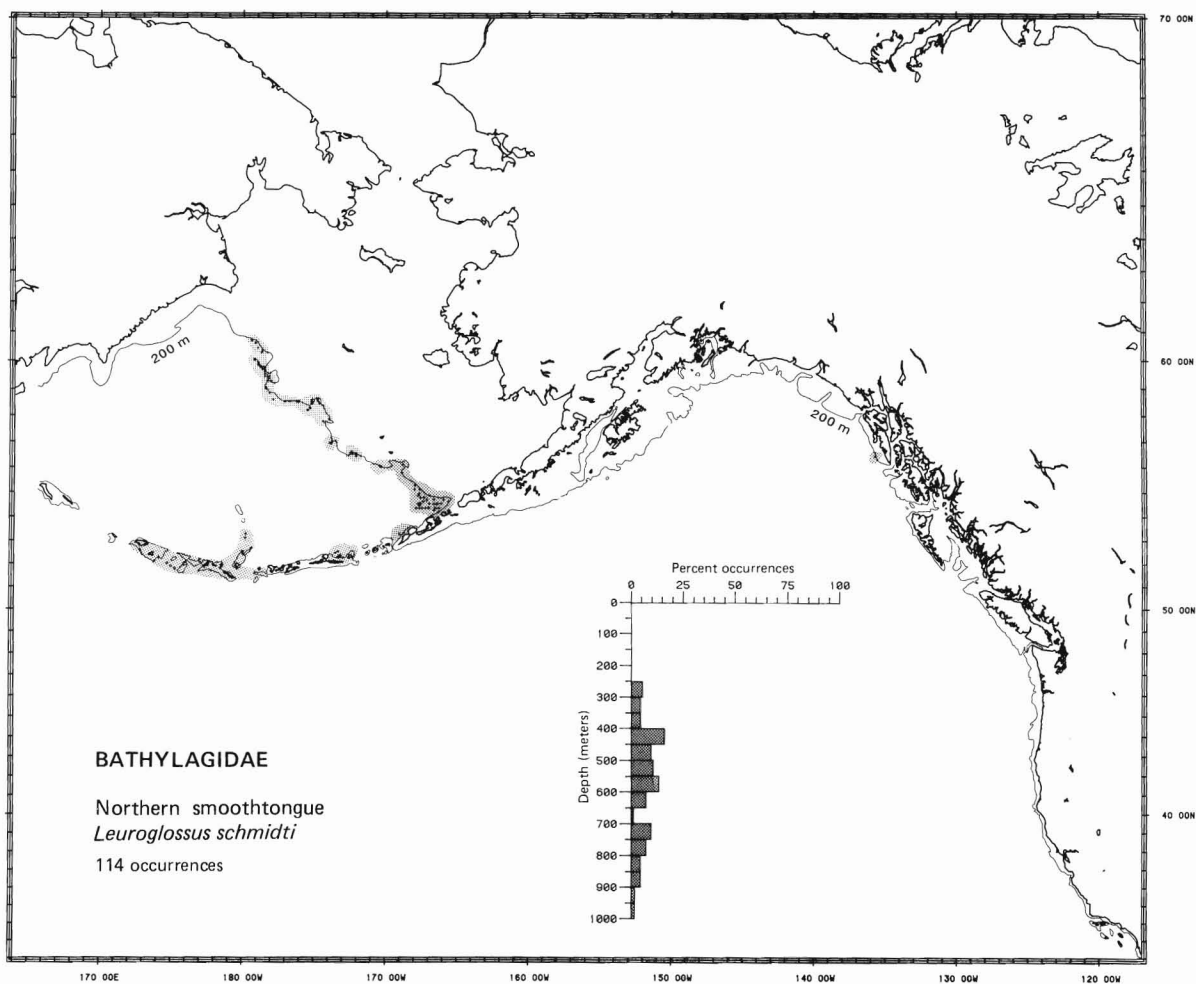 70 00N
200 m
60 00N
200 m
Percent occurrences
0 25 50 75 100
50 00N
Depth (meters)
0
100
200
300
400
500
600
700
800
900
1000
40 00N
BATHYLAGIDAE
Northern smoothtongue
Leuroglossus schmidti
114 occurrences
170 00E 180 00W 170 00W 160 00W 150 00W 140 00W 130 00W 120 00W